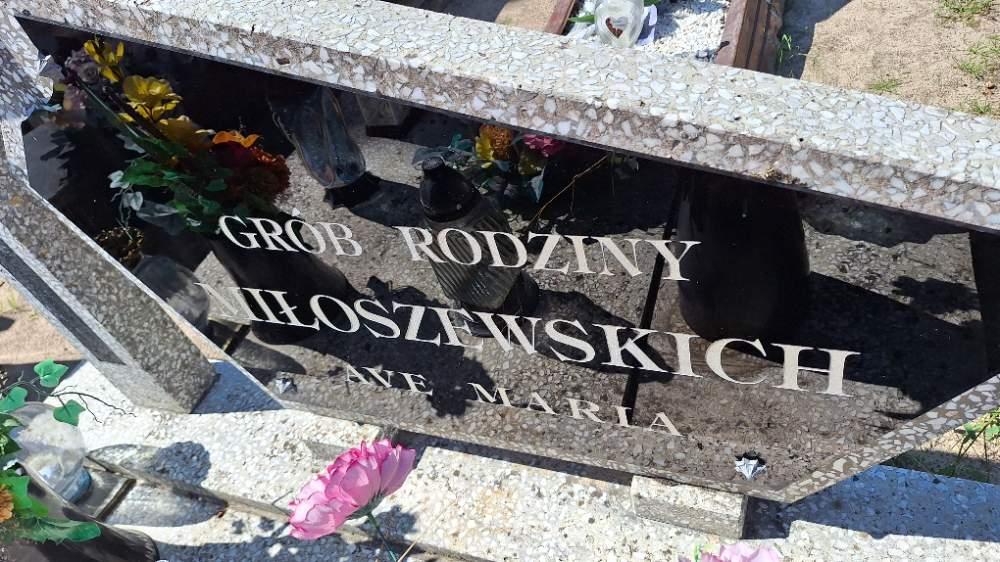 GRÓB RODZINY
MIŁOSZEWSKICH
AVE MARIA